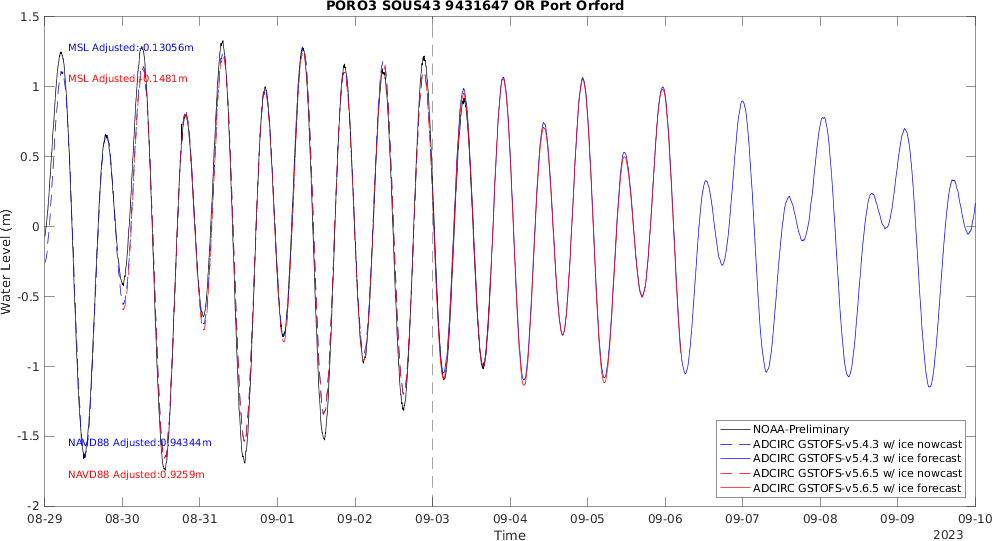 PORO3 SOUS43 9431647 OR Port Orford
1.5
1
0.5
0
-0.5
-1
-1.5
-2
Water Level (m)
MSL Adjusted:-0.13056m
MSL Adjusted:-0.1481m
NAVD88 Adjusted:0.94344m
NAVD88 Adjusted:0.9259m
NOAA-Preliminary
ADCIRC GSTOFS-v5.4.3 w/ ice nowcast
ADCIRC GSTOFS-v5.4.3 w/ ice forecast
ADCIRC GSTOFS-v5.6.5 w/ ice nowcast
ADCIRC GSTOFS-v5.6.5 w/ ice forecast
08-29 08-30 08-31 09-01 09-02 09-03 09-04 09-05 09-06 09-07 09-08 09-09 09-10
Time
2023